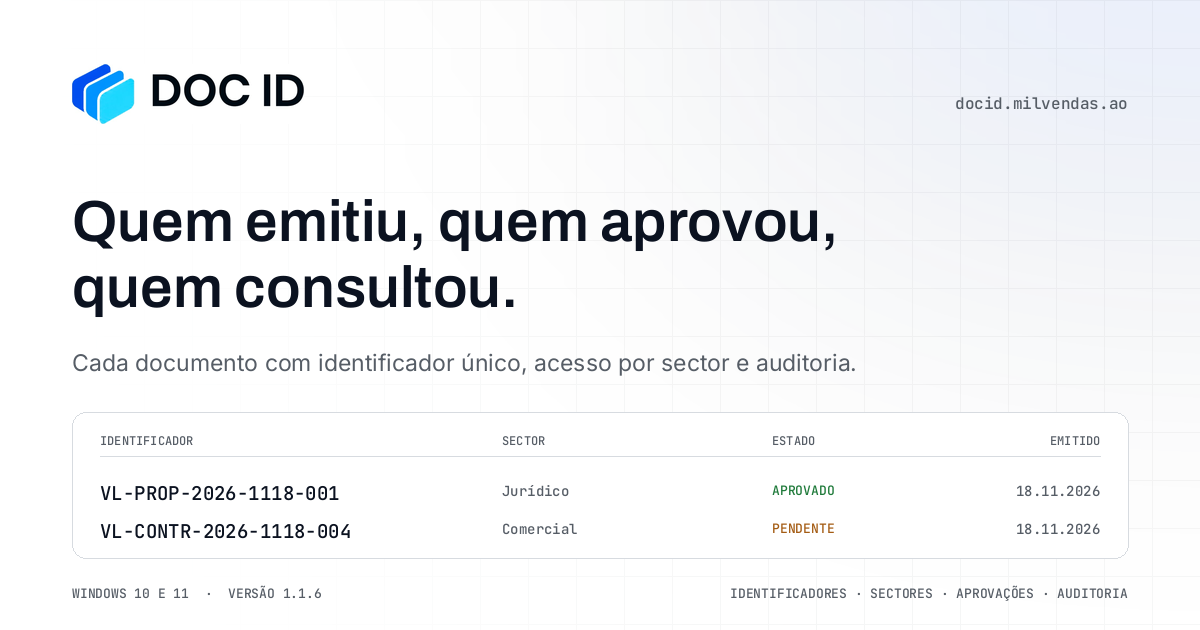 DOC ID
docid.milvendas.ao
Quem emitiu, quem aprovou,
quem consultou.
Cada documento com identificador único, acesso por sector e auditoria.
IDENTIFICADOR SECTOR ESTADO EMITIDO
VL-PROP-2026-1118-001 Jurídico APROVADO 18.11.2026
VL-CONTR-2026-1118-004 Comercial PENDENTE 18.11.2026
WINDOWS 10 E 11 · VERSÃO 1.1.6
IDENTIFICADORES · SECTORES · APROVAÇÕES · AUDITORIA